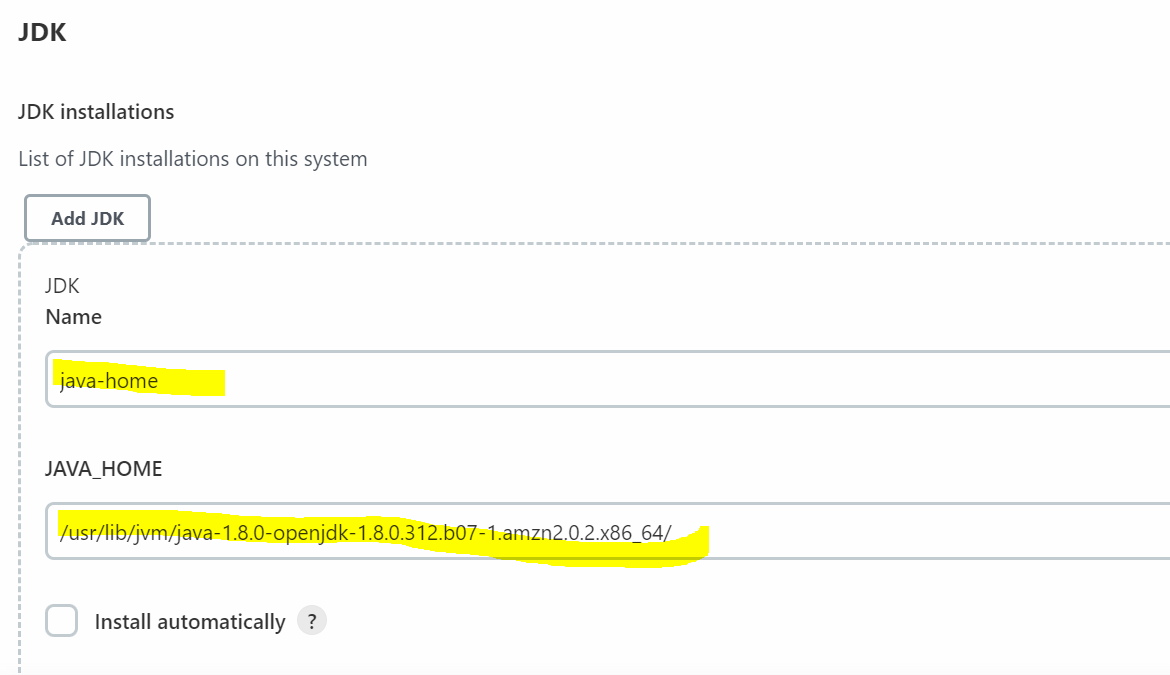 JDK
JDK installations
List of JDK installations on this system
Add JDK
JDK
Name
java-home
JAVA_HOME
/usr/lib/jvm/java-1.8.0-openjdk-1.8.0.312.b07-1.amzn2.0.2.x86_64/
Install automatically ?